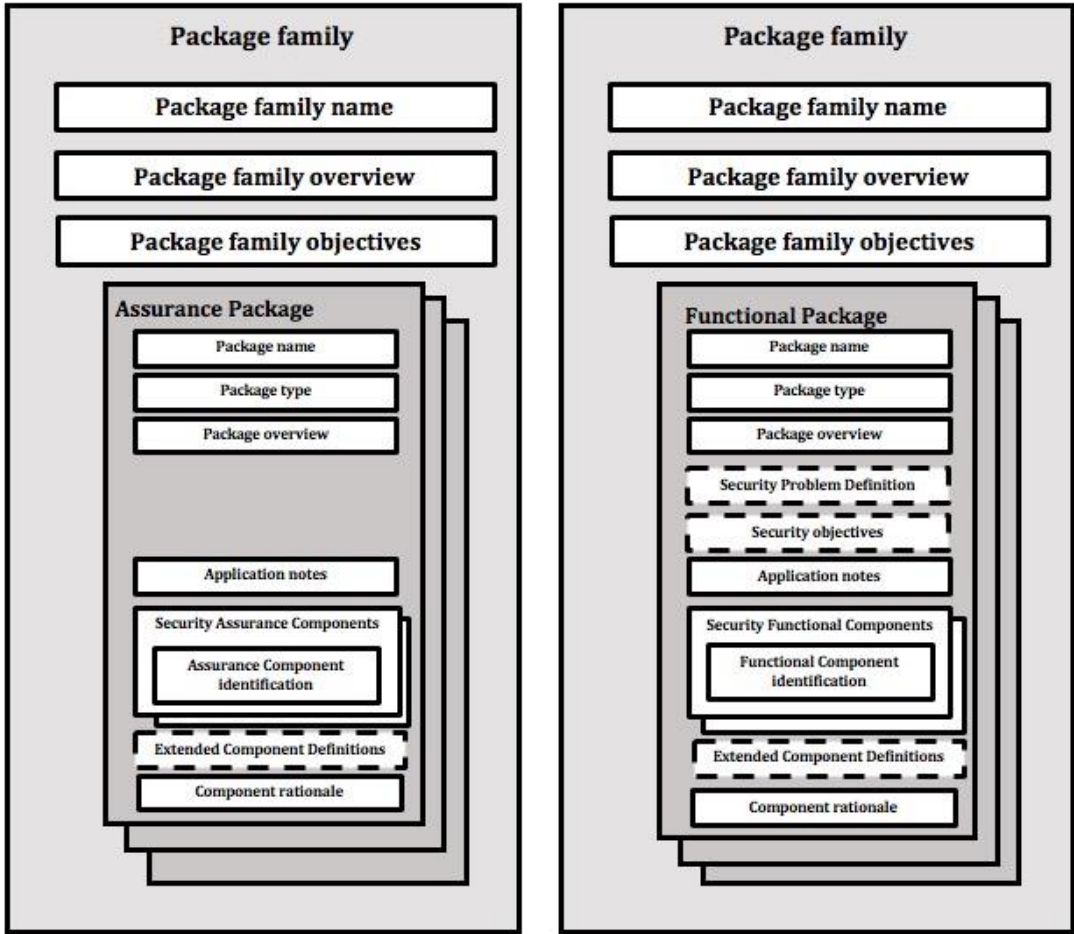 Package family
Package family name
Package family overview
Package family objectives
Assurance Package
Package name
Package type
Package overview
Application notes
Security Assurance Components
Assurance Component
identification
Extended Component Definitions
Component rationale
Package family
Package family name
Package family overview
Package family objectives
Functional Package
Package name
Package type
Package overview
Security Problem Definition
Security objectives
Application notes
Security Functional Components
Functional Component
identification
Extended Component Definitions
Component rationale